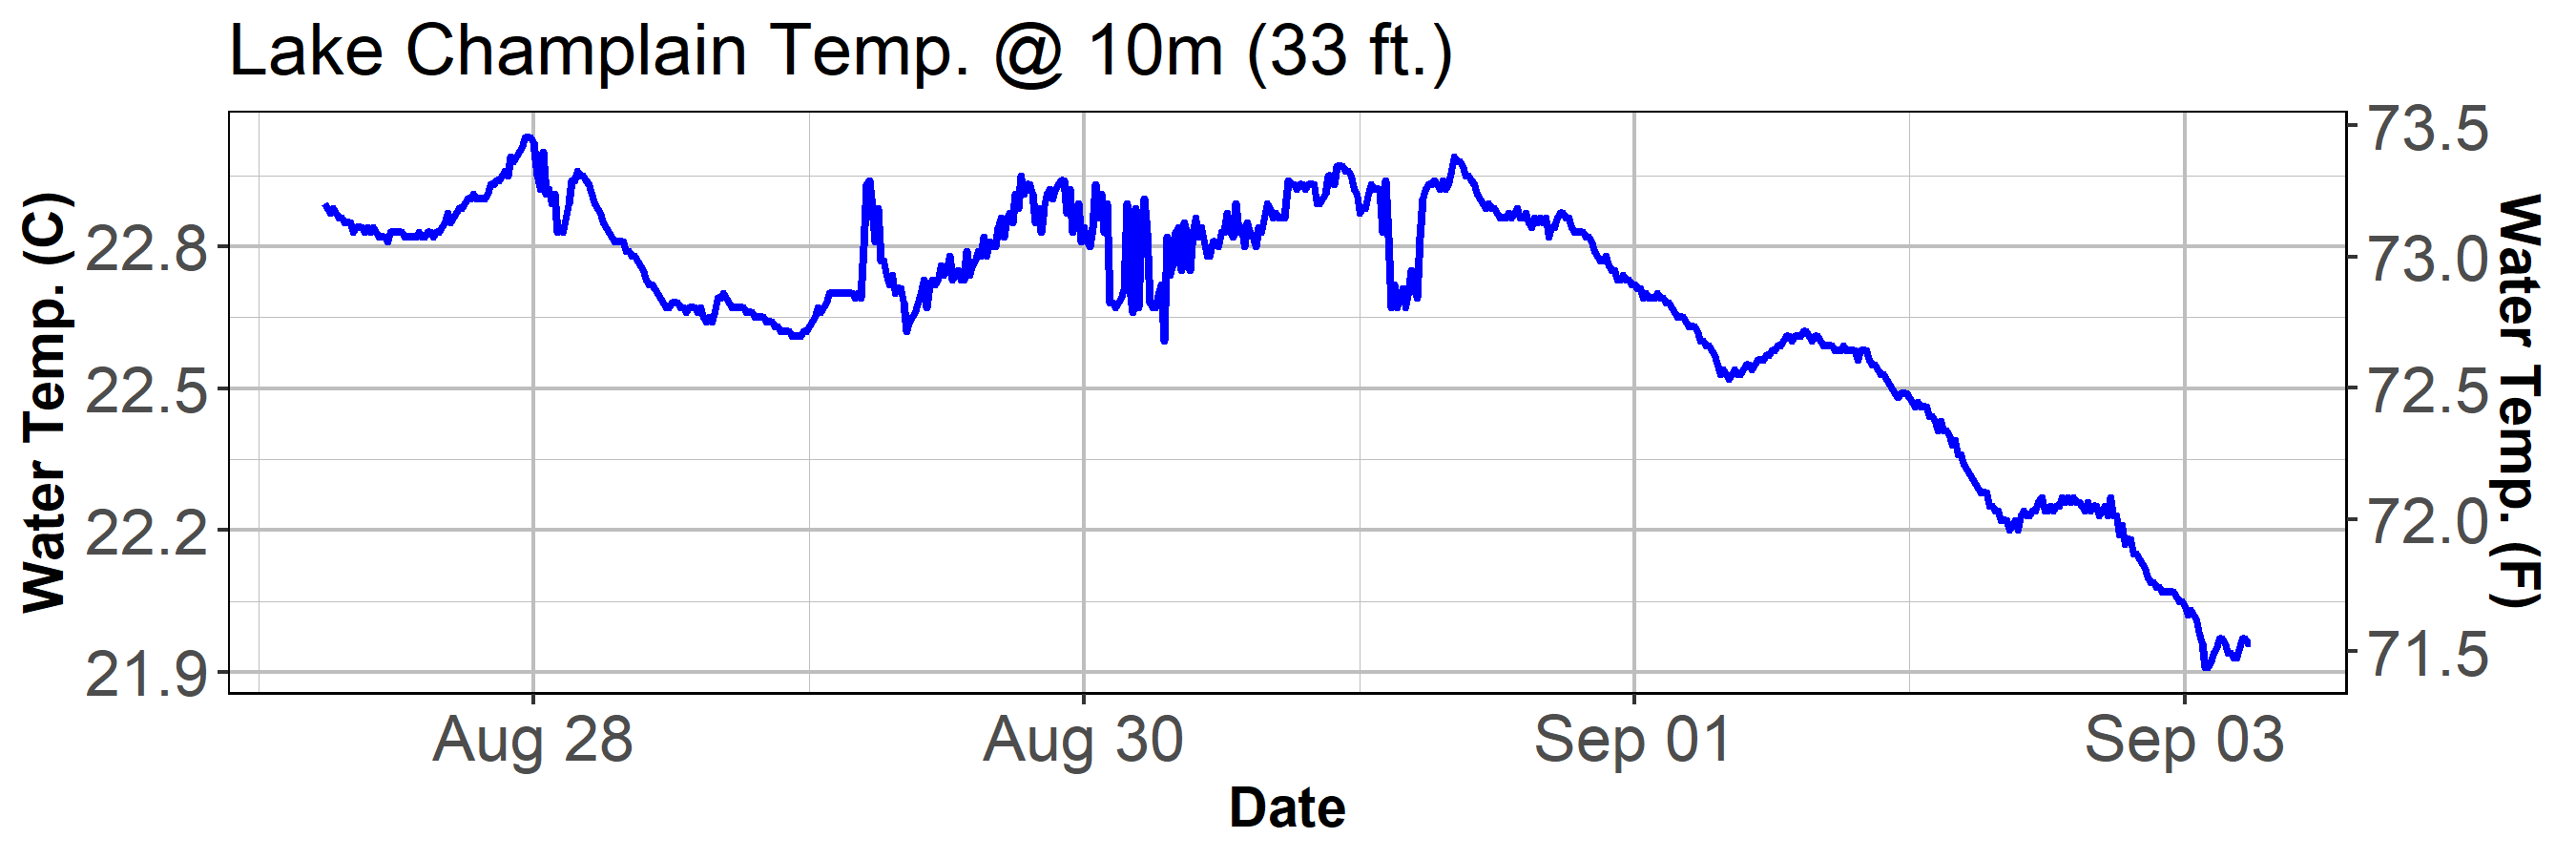 Lake Champlain Temp. @ 10m (33 ft.)
Water Temp. (C)
22.8
22.5
22.2
21.9
73.5
73.0
72.5
72.0
71.5
Water Temp. (F)
Aug 28
Aug 30
Sep 01
Sep 03
Date